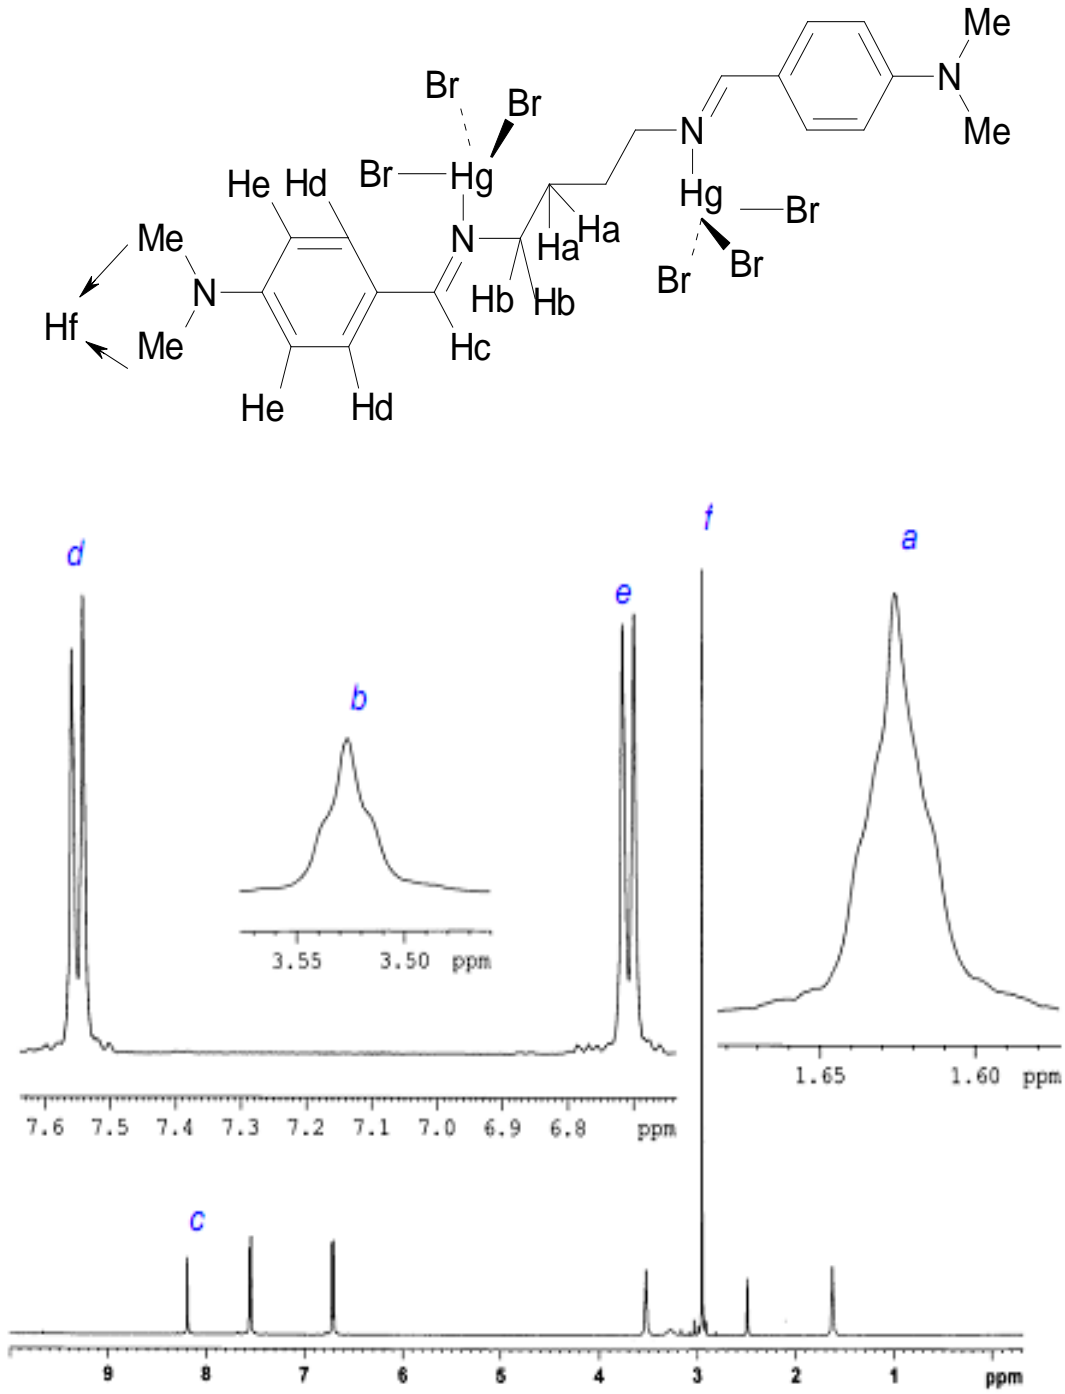 Me
N
Me
Br
Br
N
Br
Hg
Hg
Br
He
Hd
Me
N
Ha
Ha
Br
Br
N
Hb
Hb
Hf
Me
Hc
He
Hd
f
a
d
e
b
3.55 3.50 ppm
1.65 1.60 ppm
7.6 7.5 7.4 7.3 7.2 7.1 7.0 6.9 6.8 ppm
c
9 8 7 6 5 4 3 2 1 ppm